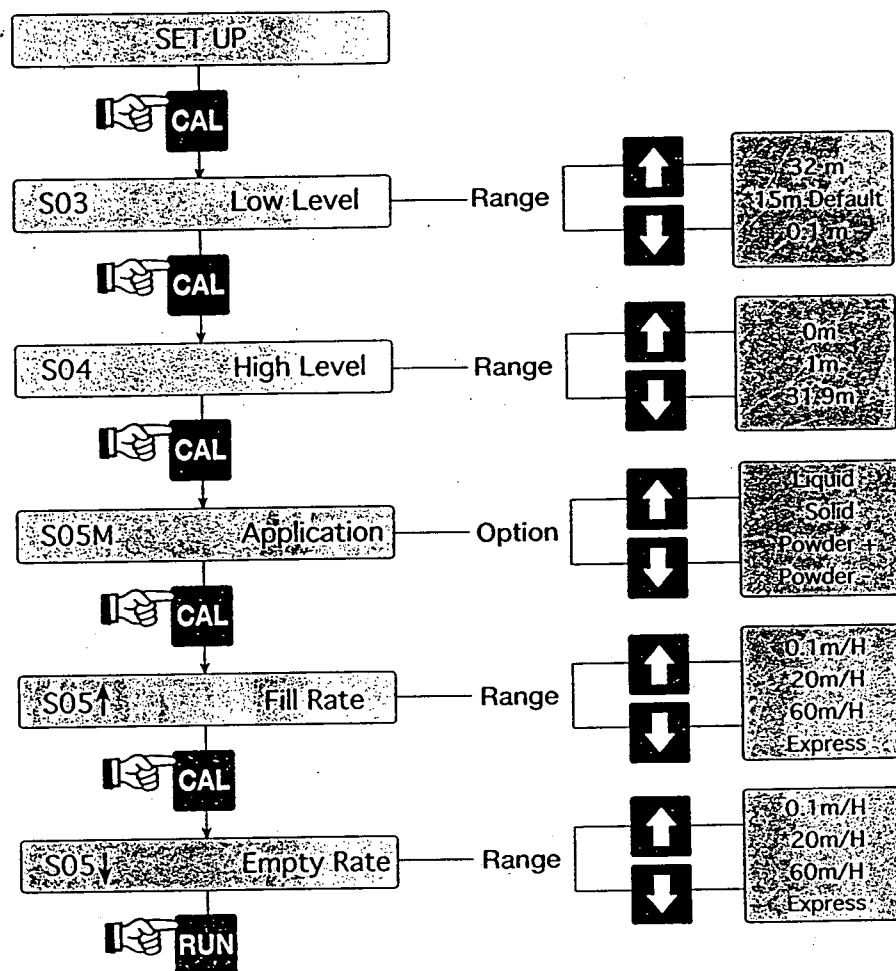 SET UP
CAL
S03 Low Level Range
32 m
15m Default
0.1 m
CAL
S04 High Level Range
0m
1m
31.9m
CAL
S05M Application Option
Liquid
Solid
Powder +
Powder -
CAL
S05↑ Fill Rate Range
0.1m/H
20m/H
60m/H
Express
CAL
S05↓ Empty Rate Range
0.1m/H
20m/H
60m/H
Express
RUN